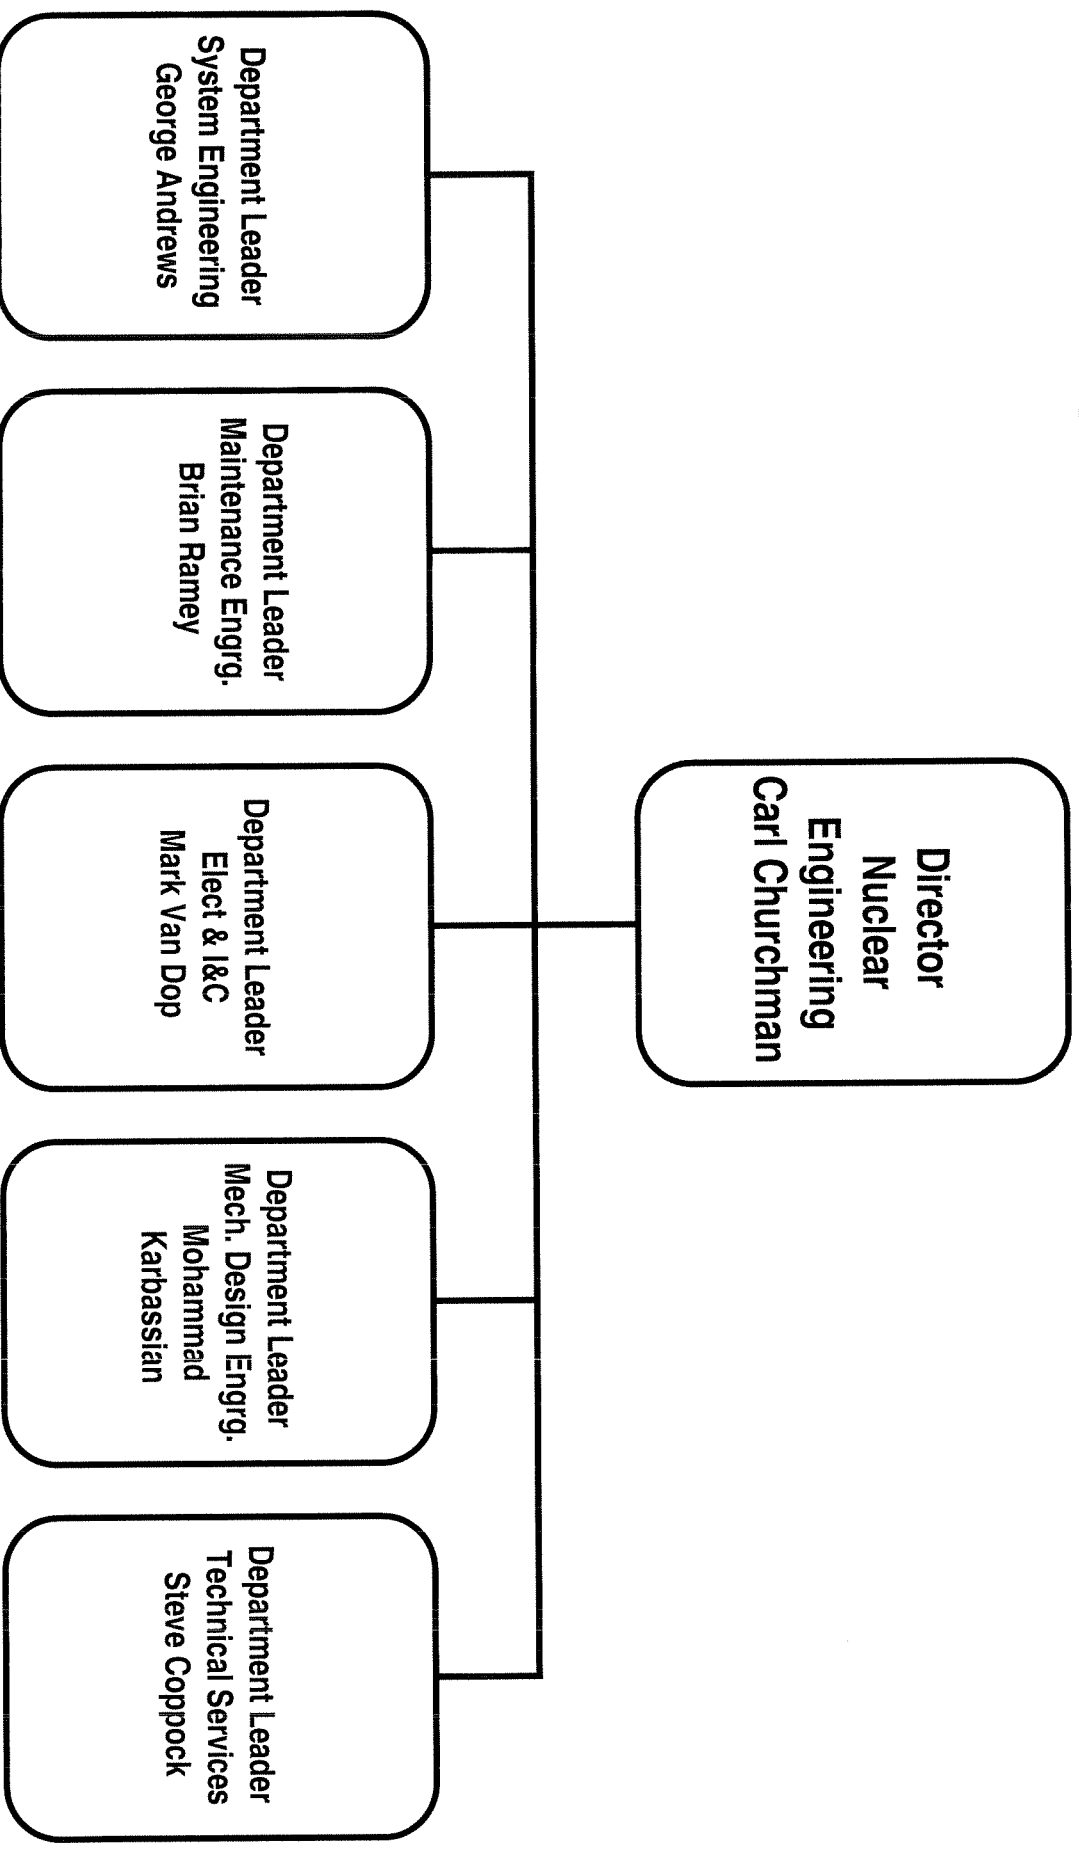 Director
Nuclear
Engineering
Carl Churchman
Department Leader
System Engineering
George Andrews
Department Leader
Maintenance Engrg.
Brian Ramey
Department Leader
Elect & I&C
Mark Van Dop
Department Leader
Mech. Design Engrg.
Mohammad
Karbassian
Department Leader
Technical Services
Steve Coppock